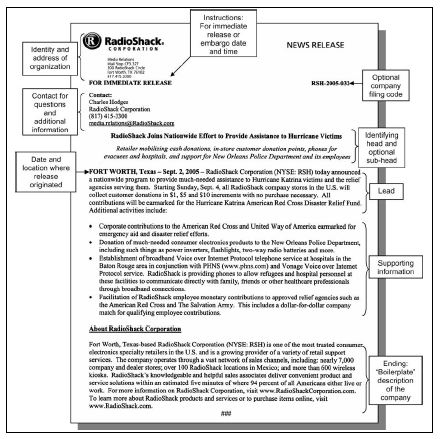 Instructions:
For immediate
release or
embargo date
and time
Identity and
address of
organization
RadioShack
CORPORATION
NEWS RELEASE
Media Relations
Mail Stop CF3.327
300 RadioShack Circle
Fort Worth, TX 76102
817 415-3300
FOR IMMEDIATE RELEASE
RSH-2005-033
Optional
company
filing code
Contact for
questions
and
additional
information
Contact:
Charles Hodges
RadioShack Corporation
(817) 415-3300
media.relations@RadioShack.com
RadioShack Joins Nationwide Effort to Provide Assistance to Hurricane Victims
Identifying
head and
optional
sub-head
Retailer mobilizing cash donations, in-store customer donation points, phones for
evacuees and hospitals, and support for New Orleans Police Department and its employees
Date and
location where
release
originated
FORT WORTH, Texas – Sept. 2, 2005 – RadioShack Corporation (NYSE: RSH) today announced
a nationwide program to provide much-needed assistance to Hurricane Katrina victims and the relief
agencies serving them. Starting Sunday, Sept. 4, all RadioShack company stores in the U.S. will
collect customer donations in $1, $5 and $10 increments with no purchase necessary. All
contributions will be earmarked for the Hurricane Katrina American Red Cross Disaster Relief Fund.
Additional activities include:
Lead
• Corporate contributions to the American Red Cross and United Way of America earmarked for
emergency aid and disaster relief efforts.
• Donation of much-needed consumer electronics products to the New Orleans Police Department,
including such things as power inverters, flashlights, two-way radio batteries and more.
• Establishment of broadband Voice over Internet Protocol telephone service at hospitals in the
Baton Rouge area in conjunction with PHNS (www.phns.com) and Vonage Voice over Internet
Protocol service. RadioShack is providing phones to allow refugees and hospital personnel at
these facilities to communicate directly with family, friends or other healthcare professionals
through broadband connections.
• Facilitation of RadioShack employee monetary contributions to approved relief agencies such as
the American Red Cross and The Salvation Army. This includes a dollar-for-dollar company
match for qualifying employee contributions.
Supporting
information
About RadioShack Corporation
Fort Worth, Texas-based RadioShack Corporation (NYSE: RSH) is one of the most trusted consumer
electronics specialty retailers in the U.S. and is a growing provider of a variety of retail support
services. The company operates through a vast network of sales channels, including: nearly 7,000
company and dealer stores; over 100 RadioShack locations in Mexico; and more than 600 wireless
kiosks. RadioShack's knowledgeable and helpful sales associates deliver convenient product and
service solutions within an estimated five minutes of where 94 percent of all Americans either live or
work. For more information on RadioShack Corporation, visit www.RadioShackCorporation.com.
To learn more about RadioShack products and services or to purchase items online, visit
www.RadioShack.com.
Ending:
"Boilerplate"
description
of the
company
###